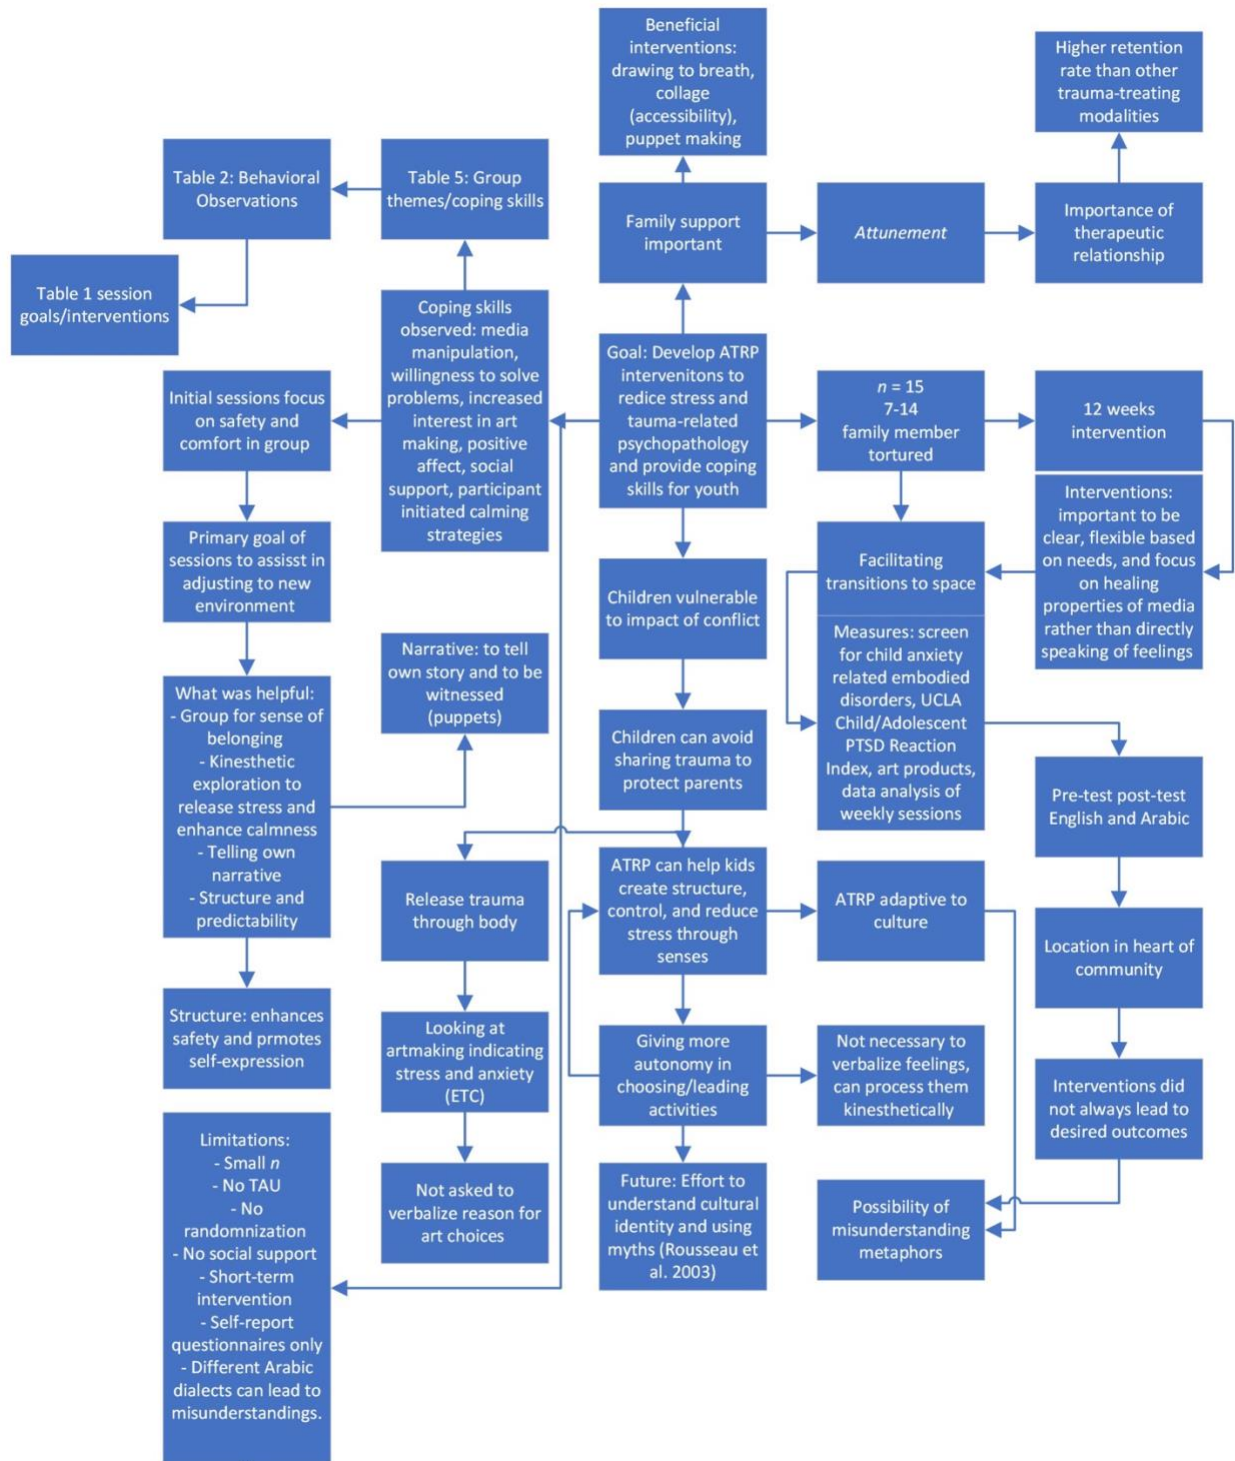 Beneficial
interventions:
drawing to breath,
collage
(accessibility),
puppet making
Higher retention
rate than other
trauma-treating
modalities
Table 2: Behavioral
Observations
Table 5: Group
themes/coping skills
Family support
important
Attunement
Importance of
therapeutic
relationship
Table 1 session
goals/interventions
Coping skills
observed: media
manipulation,
willingness to solve
problems, increased
interest in art
making, positive
affect, social
support, participant
initiated calming
strategies
Goal: Develop ATRP
intervenitons to
redice stress and
tauma-related
psychopathology
and provide coping
skills for youth
n = 15
7-14
family member
tortured
12 weeks
intervention
Initial sessions focus
on safety and
comfort in group
Interventions:
important to be
clear, flexible based
on needs, and focus
on healing
properties of media
rather than directly
speaking of feelings
Primary goal of
sessions to assisst in
adjusting to new
environment
Facilitating
transitions to space
Children vulnerable
to impact of conflict
Narrative: to tell
own story and to be
witnessed
(puppets)
Measures: screen
for child anxiety
related embodied
disorders, UCLA
Child/Adolescent
PTSD Reaction
Index, art products,
data analysis of
weekly sessions
What was helpful:
- Group for sense of
belonging
- Kinesthetic
exploration to
release stress and
enhance calmness
- Telling own
narrative
- Structure and
predictability
Children can avoid
sharing trauma to
protect parents
Pre-test post-test
English and Arabic
Release trauma
through body
ATRP can help kids
create structure,
control, and reduce
stress through
senses
ATRP adaptive to
culture
Location in heart of
community
Structure: enhances
safety and prmotes
self-expression
Looking at
artmaking indicating
stress and anxiety
(ETC)
Giving more
autonomy in
choosing/leading
activities
Not necessary to
verbalize feelings,
can process them
kinesthetically
Interventions did
not always lead to
desired outcomes
Limitations:
- Small n
- No TAU
- No
randomnization
- No social support
- Short-term
intervention
- Self-report
questionnaires only
- Different Arabic
dialects can lead to
misunderstandings.
Not asked to
verbalize reason for
art choices
Future: Effort to
understand cultural
identity and using
myths (Rousseau et
al. 2003)
Possibility of
misunderstanding
metaphors